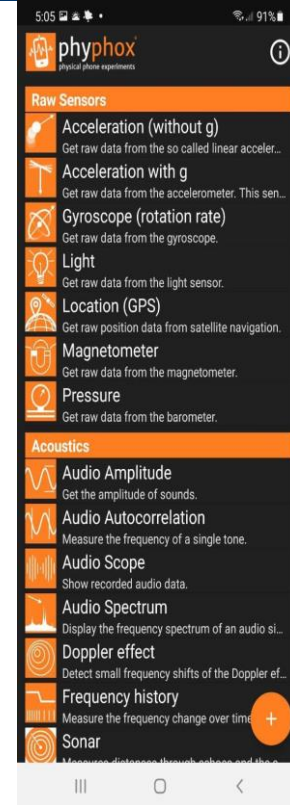 5:05
91%
phyphox
physical phone experiments
Raw Sensors
Acceleration (without g)
Get raw data from the so called linear acceler...
Acceleration with g
Get raw data from the accelerometer. This sen...
Gyroscope (rotation rate)
Get raw data from the gyroscope.
Light
Get raw data from the light sensor.
Location (GPS)
Get raw position data from satellite navigation.
Magnetometer
Get raw data from the magnetometer.
Pressure
Get raw data from the barometer.
Acoustics
Audio Amplitude
Get the amplitude of sounds.
Audio Autocorrelation
Measure the frequency of a single tone.
Audio Scope
Show recorded audio data.
Audio Spectrum
Display the frequency spectrum of an audio si...
Doppler effect
Detect small frequency shifts of the Doppler ef...
Frequency history
Measure the frequency change over time
+
Sonar
Measures distances through echoes and the